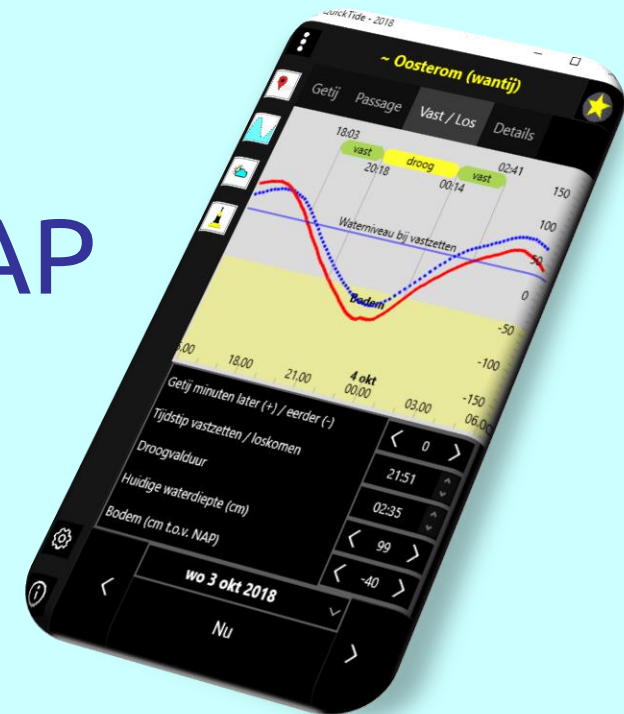 AP
QuickTide - 2018
~ Oosterom (wantij)
Getij Passage Vast / Los Details
18:03 02:41
vast droog vast
20:18 00:14
150
100
50
0
-50
-100
-150
Waterniveau bij vastzetten
Bodem
18.00 21.00 00.00 03.00 06.00
4 okt
Getij minuten later (+) / eerder (-) 0
Tijdstip vastzetten / loskomen 21:51
Droogvalduur 02:35
Huidige waterdiepte (cm) 99
Bodem (cm t.o.v. NAP) -40
wo 3 okt 2018
Nu